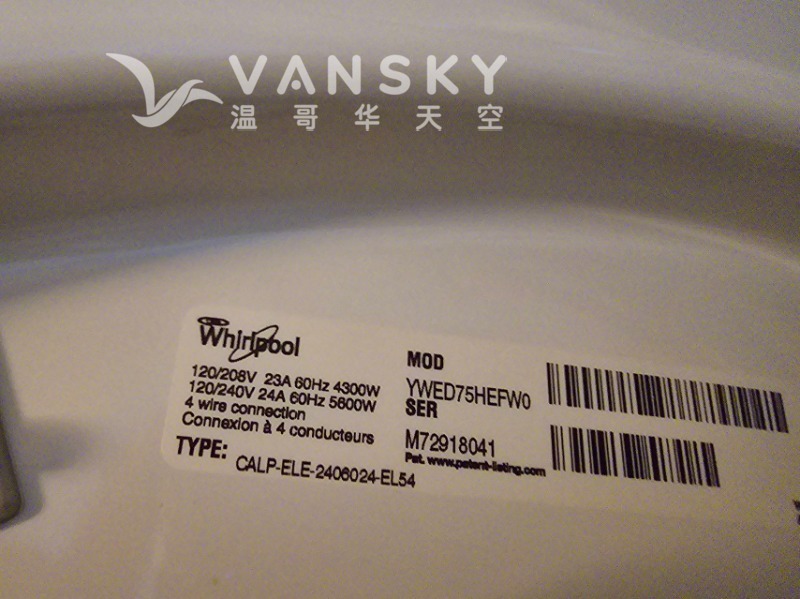 VANSKY
温哥华天空
Whirlpool
120/208V 23A 60Hz 4300W
120/240V 24A 60Hz 5600W
4 wire connection
Connexion à 4 conducteurs
TYPE: CALP-ELE-2406024-EL54
MOD
YWED75HEFW0
SER
M72918041
Pat. www.patent-listing.com